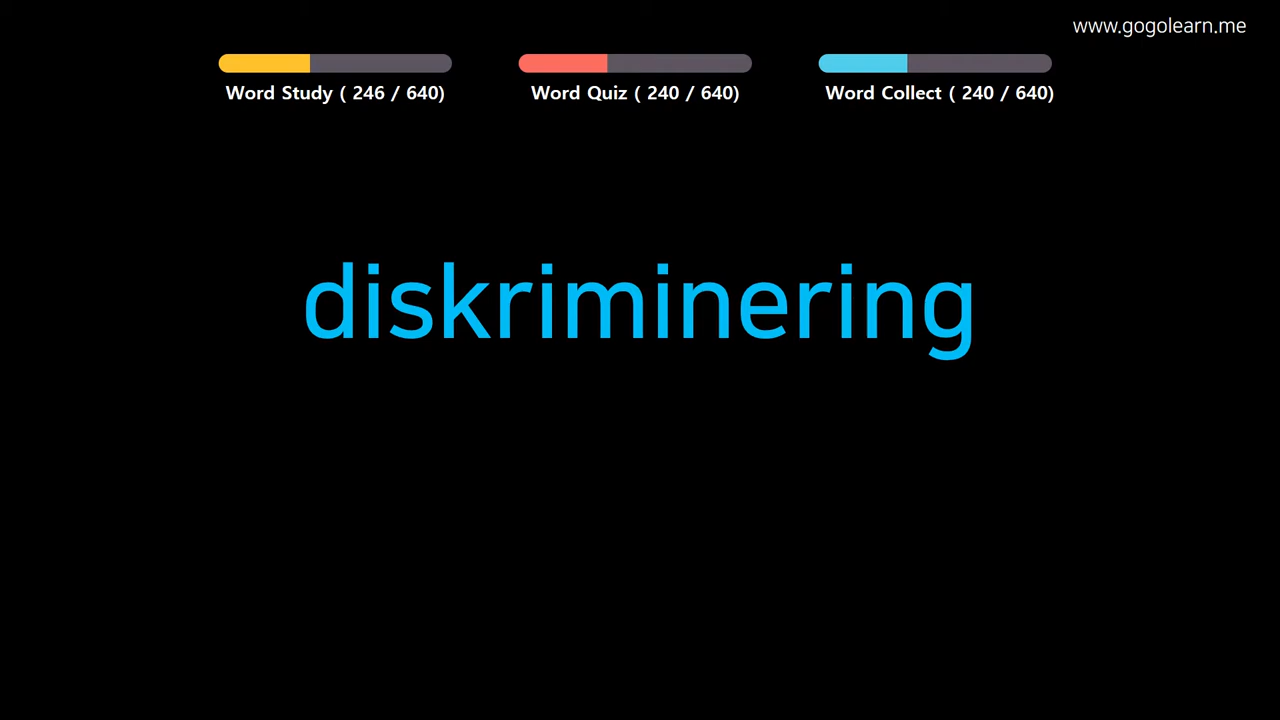 www.gogolearn.me
Word Study ( 246 / 640)
Word Quiz ( 240 / 640)
Word Collect ( 240 / 640)
diskriminering